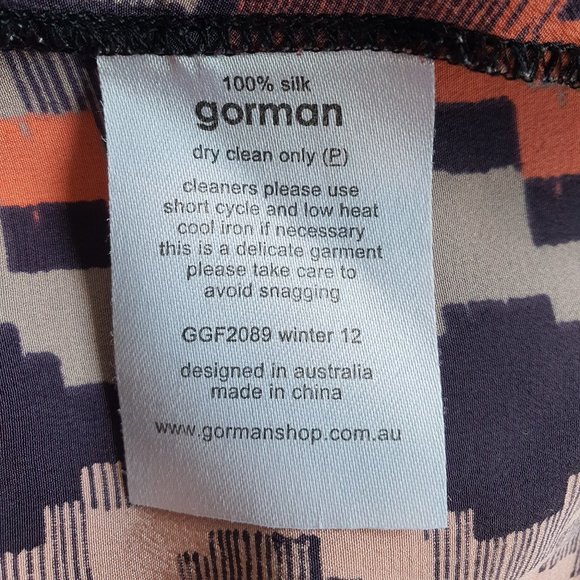 100% silk
gorman
dry clean only (P)
cleaners please use
short cycle and low heat
cool iron if necessary
this is a delicate garment
please take care to
avoid snagging
GGF2089 winter 12
designed in australia
made in china
www.gormanshop.com.au